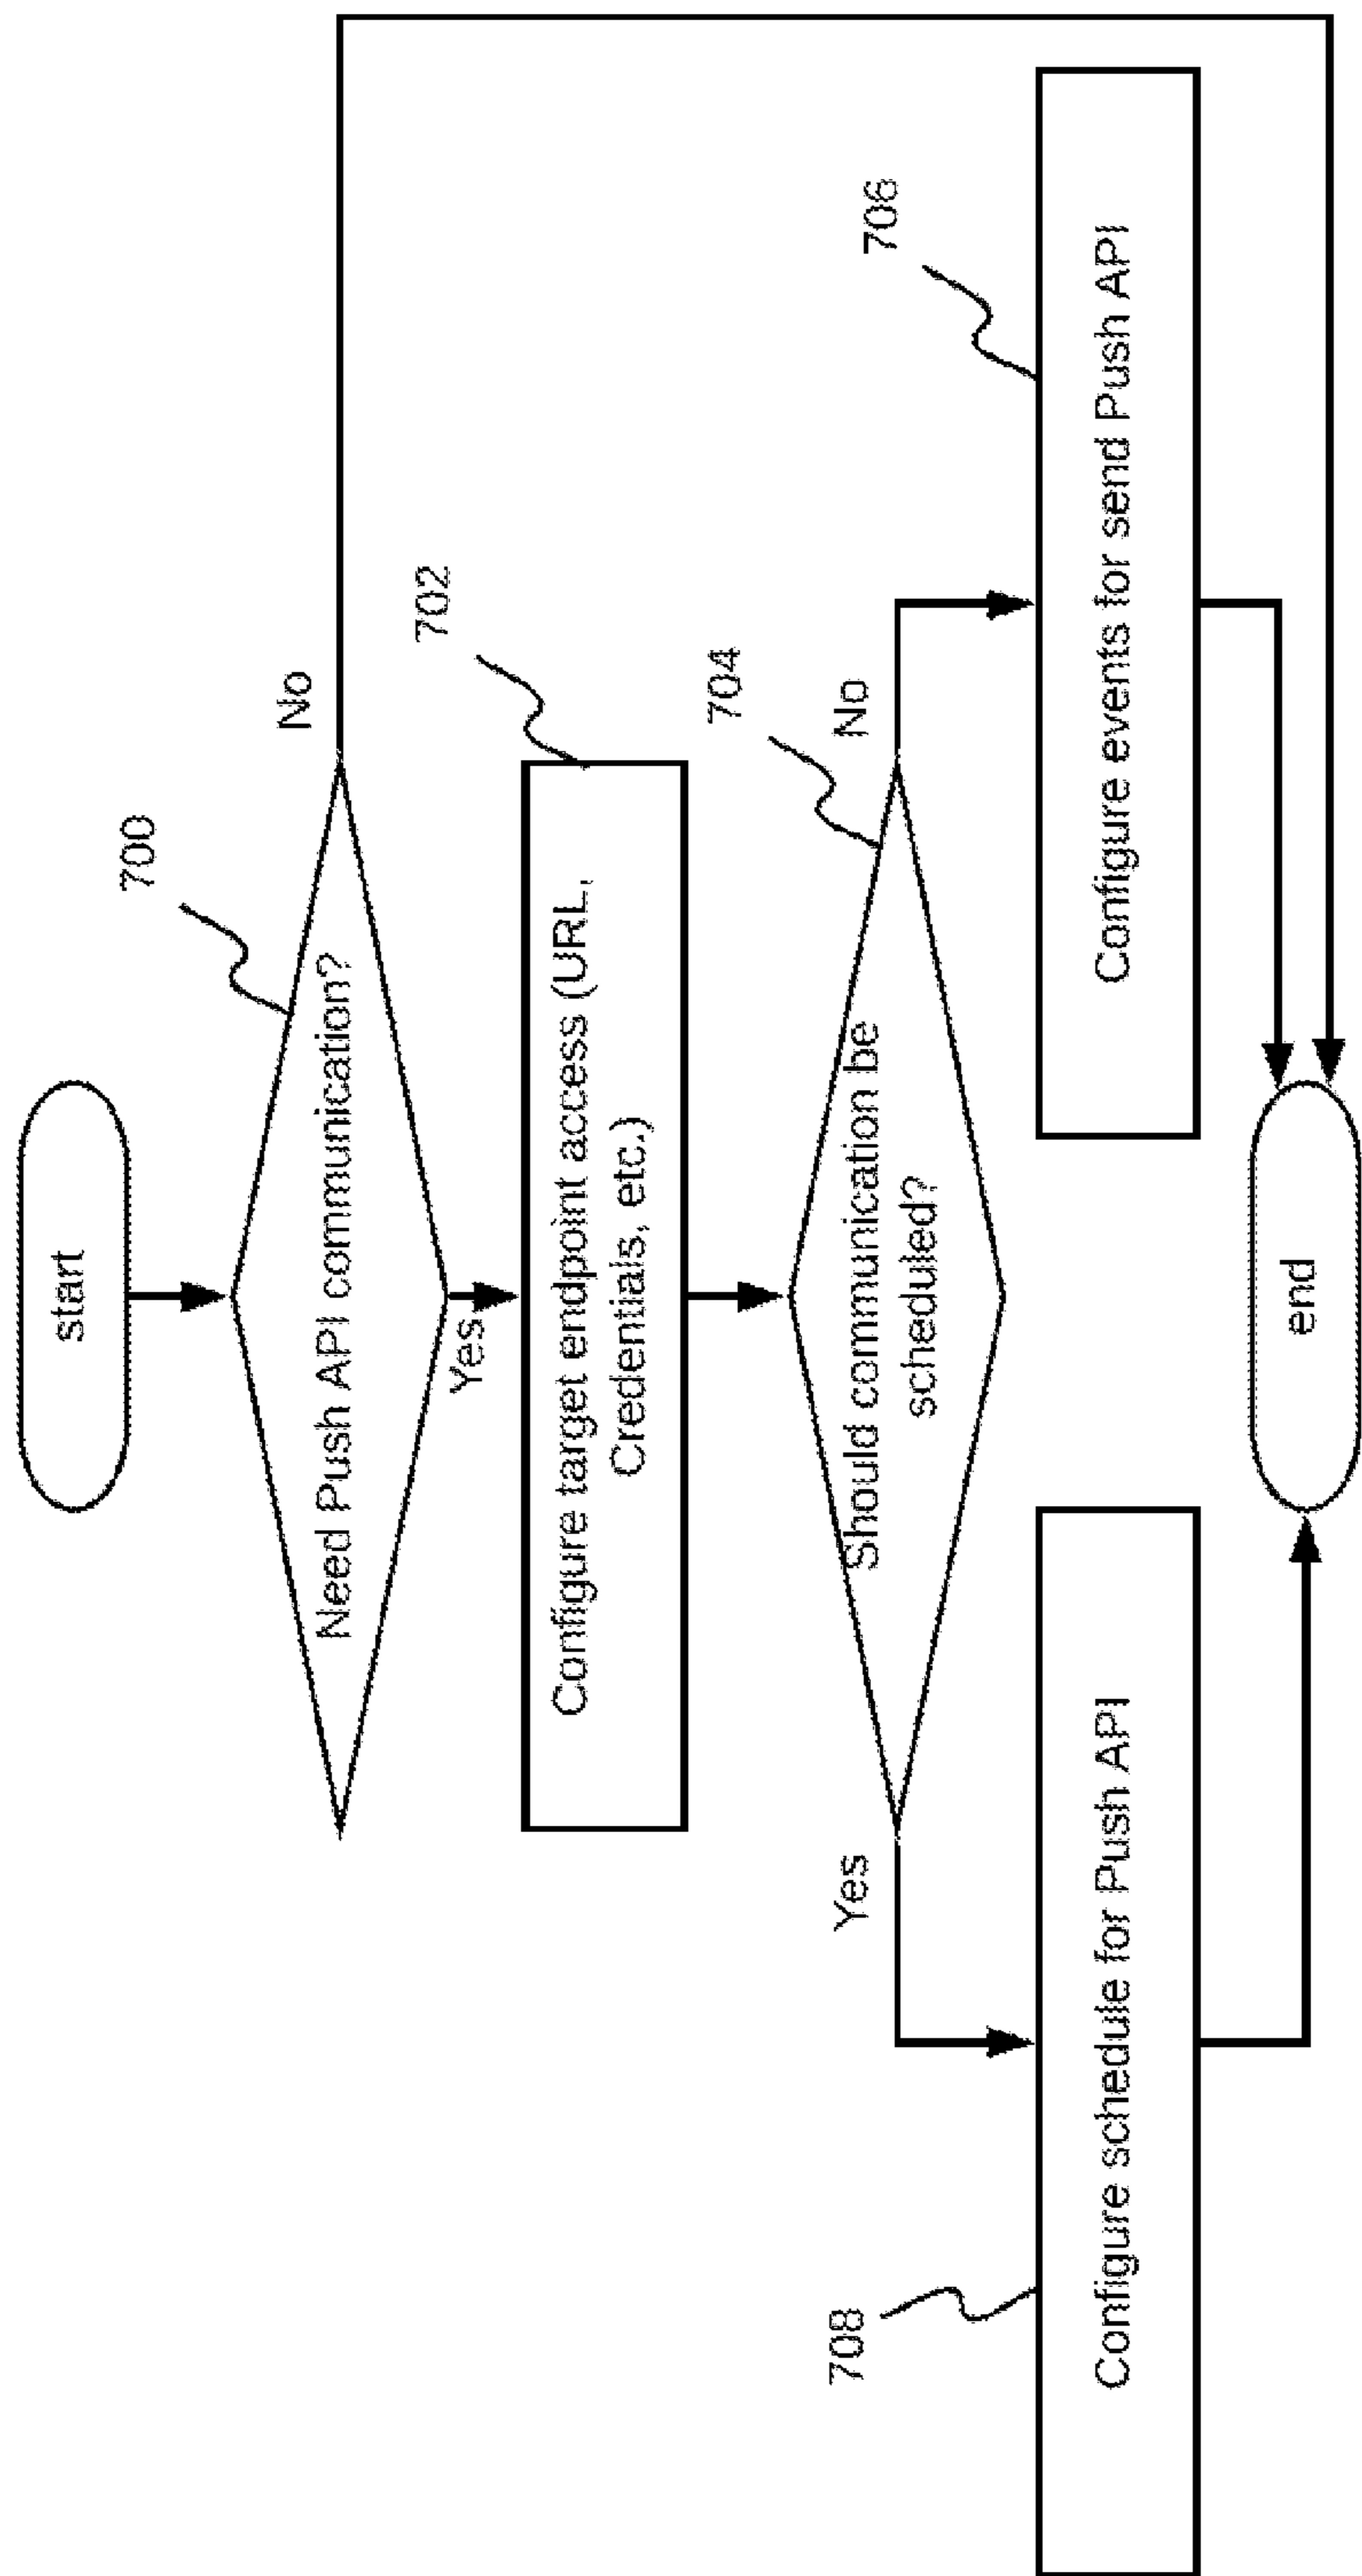 start
700
Need Push API communication?
No
Yes
702
Configure target endpoint access (URL,
Credentials, etc.)
704
Should communication be
scheduled?
Yes
No
708
Configure schedule for Push API
706
Configure events for send Push API
end